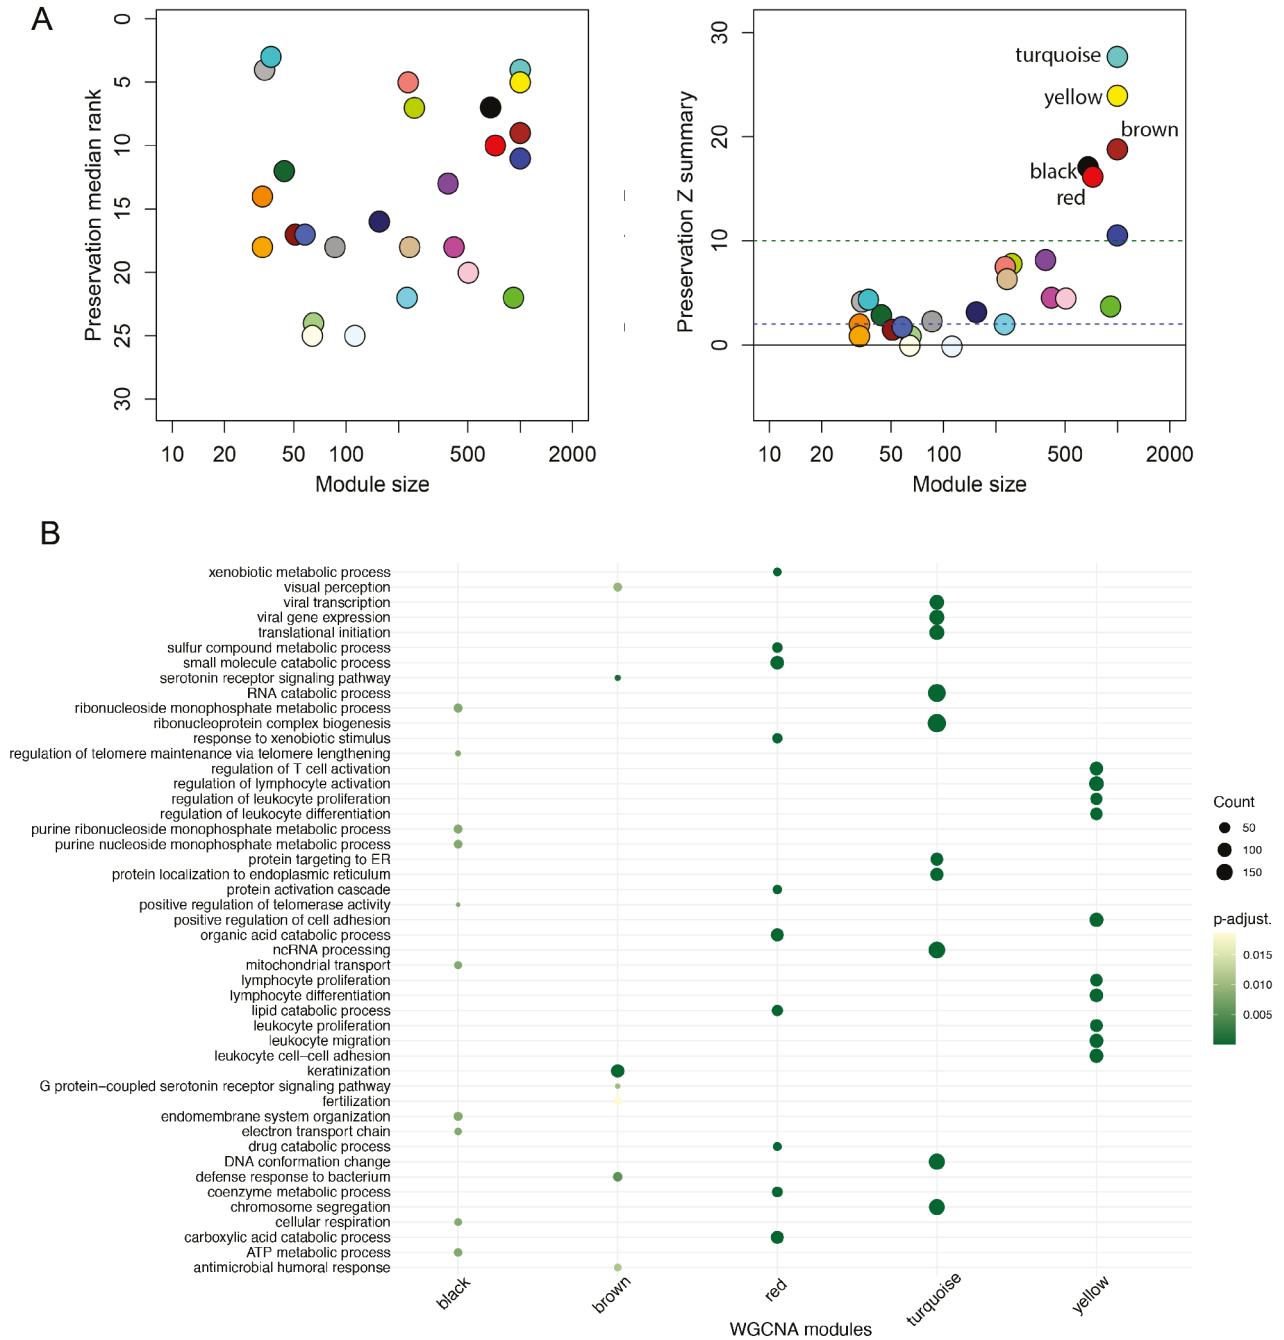 A
0
5
10
15
20
25
30
Preservation median rank
10 20 50 100 500 2000
Module size
30
20
10
0
Preservation Z summary
turquoise
yellow
brown
black
red
10 20 50 100 500 2000
Module size
B
xenobiotic metabolic process
visual perception
viral transcription
viral gene expression
translational initiation
sulfur compound metabolic process
small molecule catabolic process
serotonin receptor signaling pathway
RNA catabolic process
ribonucleoside monophosphate metabolic process
ribonucleoprotein complex biogenesis
response to xenobiotic stimulus
regulation of telomere maintenance via telomere lengthening
regulation of T cell activation
regulation of lymphocyte activation
regulation of leukocyte proliferation
regulation of leukocyte differentiation
purine ribonucleoside monophosphate metabolic process
purine nucleoside monophosphate metabolic process
protein targeting to ER
protein localization to endoplasmic reticulum
protein activation cascade
positive regulation of telomerase activity
positive regulation of cell adhesion
organic acid catabolic process
ncRNA processing
mitochondrial transport
lymphocyte proliferation
lymphocyte differentiation
lipid catabolic process
leukocyte proliferation
leukocyte migration
leukocyte cell−cell adhesion
keratinization
G protein−coupled serotonin receptor signaling pathway
fertilization
endomembrane system organization
electron transport chain
drug catabolic process
DNA conformation change
defense response to bacterium
coenzyme metabolic process
chromosome segregation
cellular respiration
carboxylic acid catabolic process
ATP metabolic process
antimicrobial humoral response
black
brown
red
turquoise
yellow
WGCNA modules
Count
50
100
150
p-adjust.
0.015
0.010
0.005